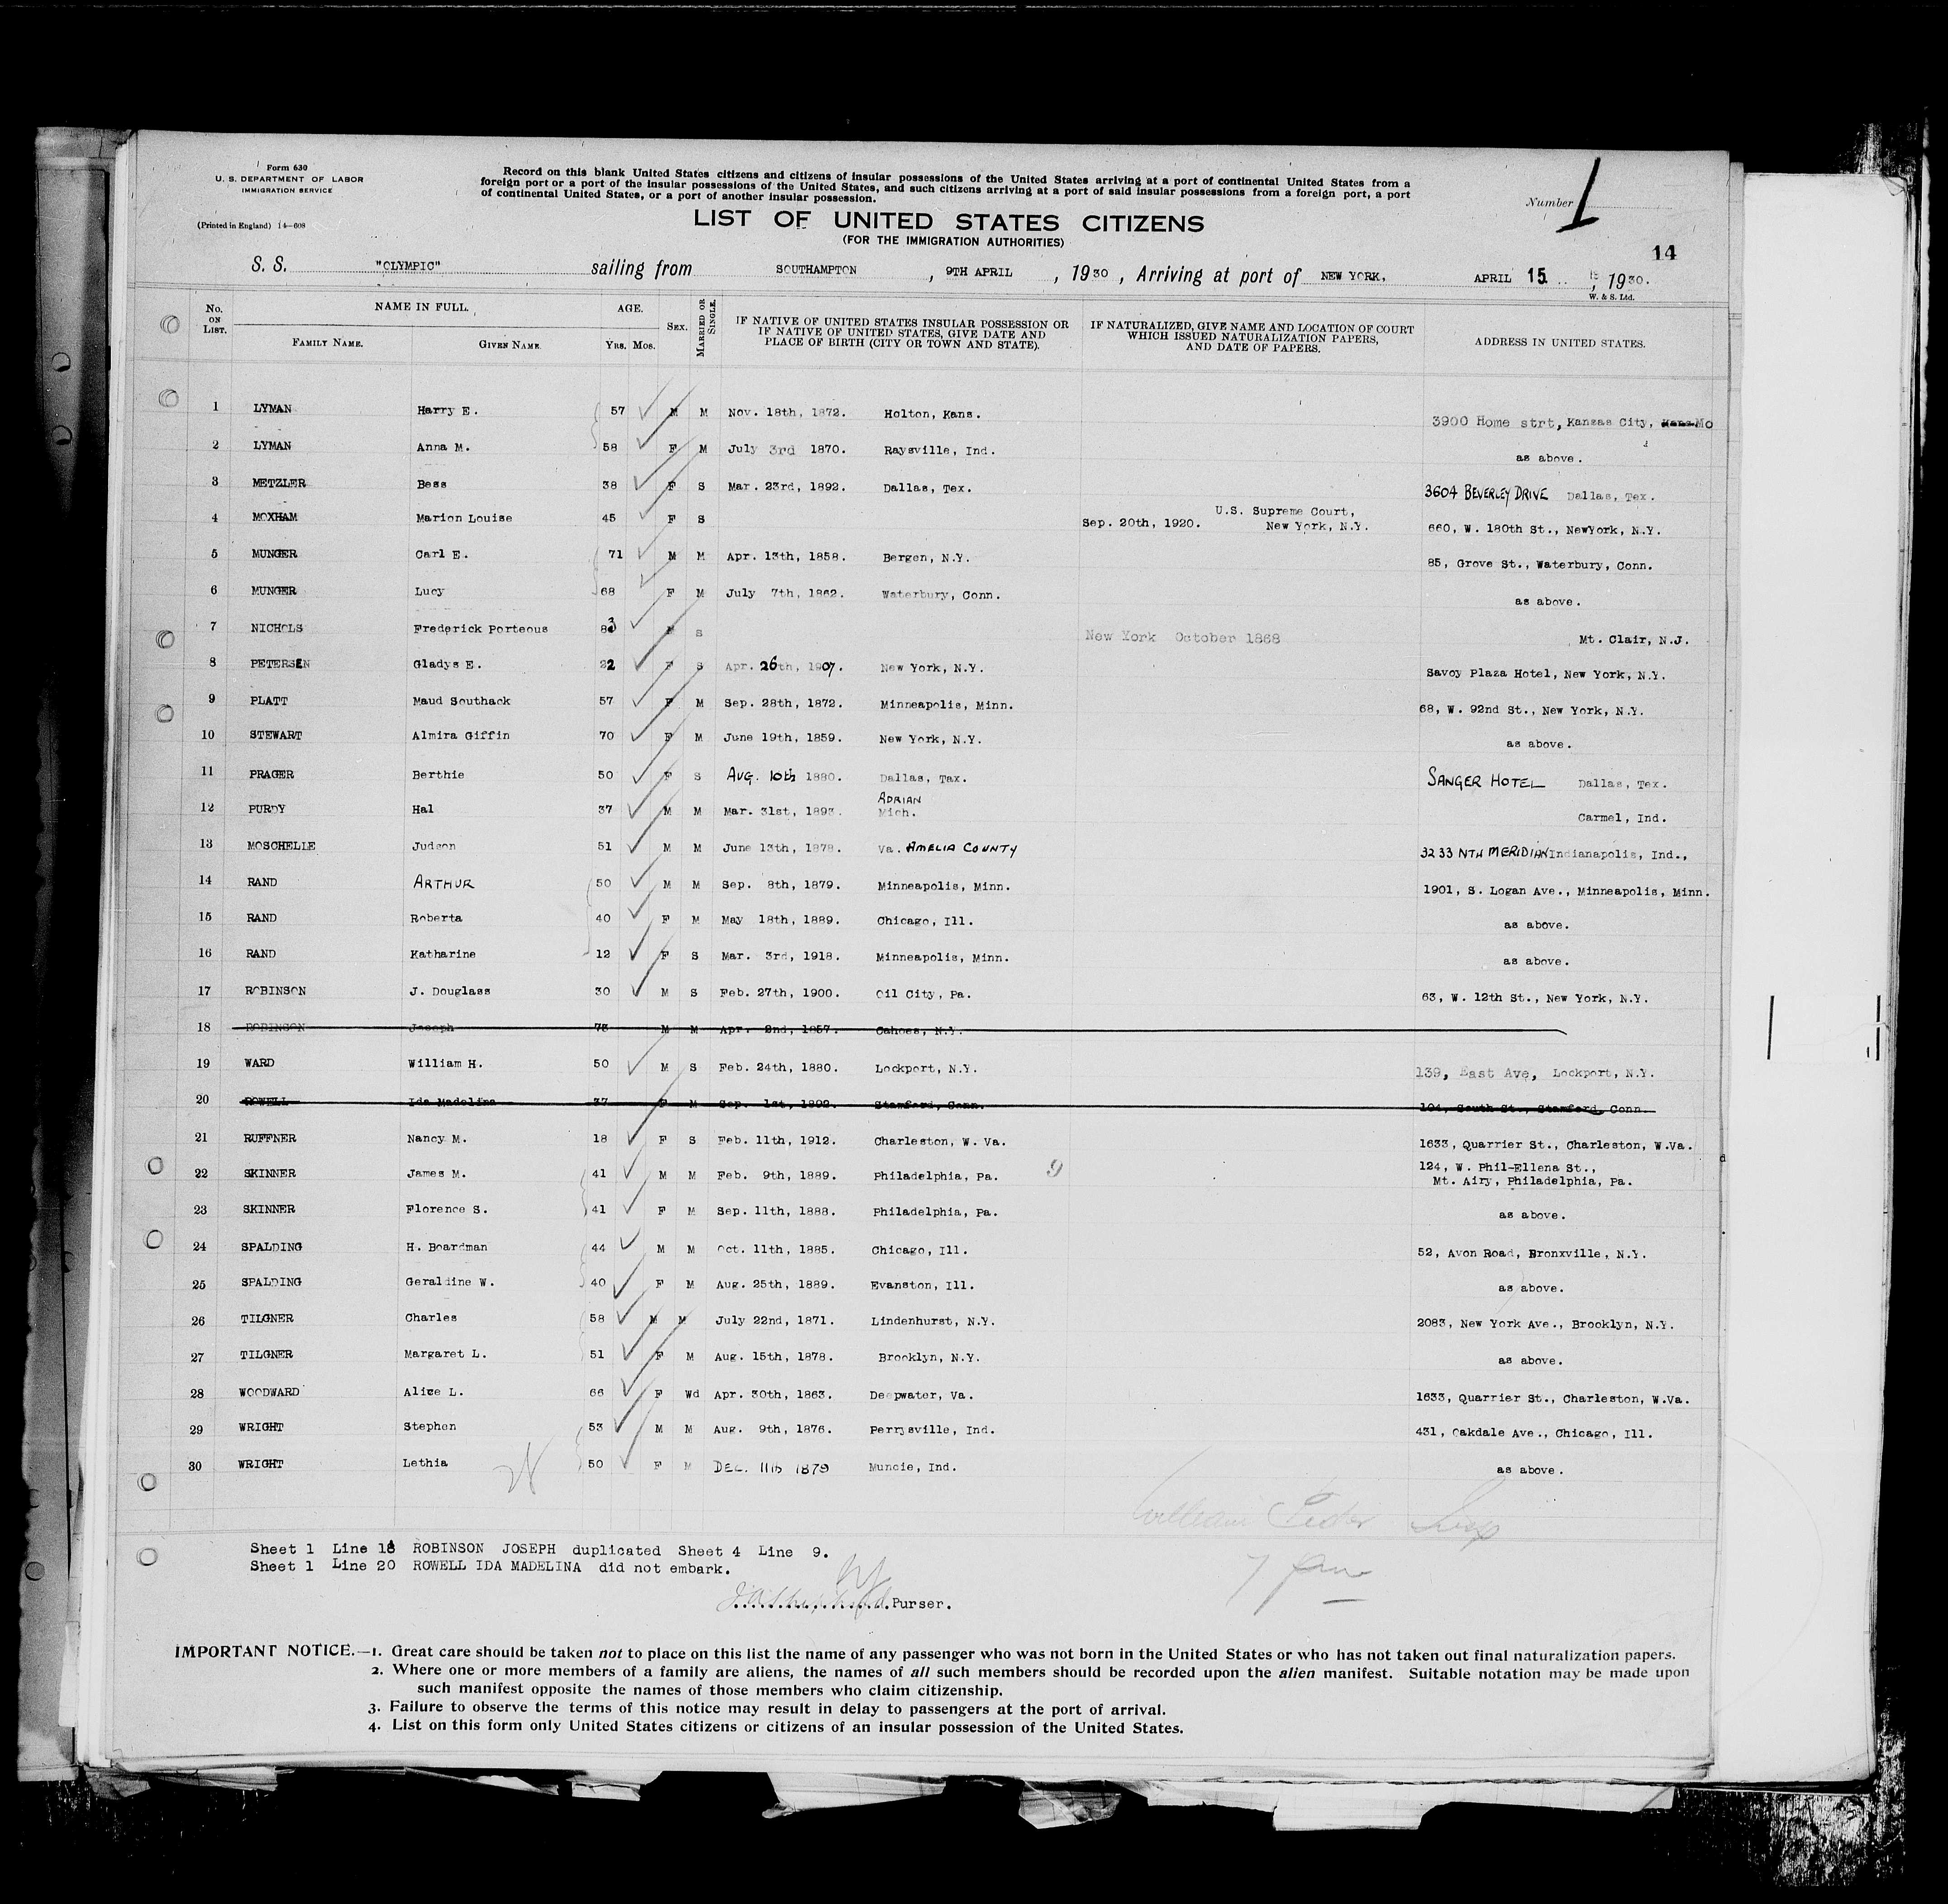 Form 630
U. S. DEPARTMENT OF LABOR
IMMIGRATION SERVICE
(Printed in England) 14—608
Record on this blank United States citizens and citizens of insular possessions of the United States arriving at a port of continental United States from a
foreign port or a port of the insular possessions of the United States, and such citizens arriving at a port of said insular possessions from a foreign port, a port
of continental United States, or a port of another insular possession.
Number 1
LIST OF UNITED STATES CITIZENS
(FOR THE IMMIGRATION AUTHORITIES)
14
S. S. "OLYMPIC" sailing from SOUTHAMPTON, 9TH APRIL, 1930, Arriving at port of NEW YORK, APRIL 15, 1930.
W. & S. Ltd.
No. ON LIST. NAME IN FULL. FAMILY NAME. GIVEN NAME. AGE. YRS. MOS. SEX. MARRIED OR SINGLE. IF NATIVE OF UNITED STATES INSULAR POSSESSION OR IF NATIVE OF UNITED STATES, GIVE DATE AND PLACE OF BIRTH (CITY OR TOWN AND STATE). IF NATURALIZED, GIVE NAME AND LOCATION OF COURT WHICH ISSUED NATURALIZATION PAPERS, AND DATE OF PAPERS. ADDRESS IN UNITED STATES.
1 LYMAN Harry E. 57 M M Nov. 18th, 1872. Holton, Kans. 3900 Home strt, Kansas City, Kans. Mo
2 LYMAN Anna M. 58 F M July 3rd 1870. Raysville, Ind. as above.
3 METZLER Bess 38 F S Mar. 23rd, 1892. Dallas, Tex. 3604 BEVERLEY DRIVE Dallas, Tex.
4 MOXHAM Marion Louise 45 F S Sep. 20th, 1920. U.S. Supreme Court, New York, N.Y. 660, W. 180th St., NewYork, N.Y.
5 MUNGER Carl E. 71 M M Apr. 13th, 1858. Bergen, N.Y. 85, Grove St., Waterbury, Conn.
6 MUNGER Lucy 68 F M July 7th, 1862. Waterbury, Conn. as above.
7 NICHOLS Frederick Porteous 83 M S New York October 1868 Mt. Clair, N.J.
8 PETERSEN Gladys E. 22 F S Apr. 26th, 1907. New York, N.Y. Savoy Plaza Hotel, New York, N.Y.
9 PLATT Maud Southack 57 F M Sep. 28th, 1872. Minneapolis, Minn. 68, W. 92nd St., New York, N.Y.
10 STEWART Almira Giffin 70 F M June 19th, 1859. New York, N.Y. as above.
11 PRAGER Berthie 50 F S AUG. 10th 1880. Dallas, Tax. SANGER HOTEL Dallas, Tex.
12 PURDY Hal 37 M M Mar. 31st, 1893. ADRIAN Mich. Carmel, Ind.
13 MOSCHELLE Judson 51 M M June 13th, 1878. Va. AMELIA COUNTY 3233 NTH MERIDIAN Indianapolis, Ind.,
14 RAND ARTHUR 50 M M Sep. 8th, 1879. Minneapolis, Minn. 1901, S. Logan Ave., Minneapolis, Minn.
15 RAND Roberta 40 F M May 18th, 1889. Chicago, Ill. as above.
16 RAND Katharine 12 F S Mar. 3rd, 1918. Minneapolis, Minn. as above.
17 ROBINSON J. Douglass 30 M S Feb. 27th, 1900. Oil City, Pa. 63, W. 12th St., New York, N.Y.
18 ROBINSON Joseph 73 M M Apr. 2nd, 1857. Cahoes, N.Y.
19 WARD William H. 50 M S Feb. 24th, 1880. Lockport, N.Y. 139, East Ave, Lockport, N.Y.
20 ROWELL Ida Madelina 37 F M Sep. 1st, 1892. Stamford, Conn. 104, South St., Stamford, Conn.
21 RUFFNER Nancy M. 18 F S Feb. 11th, 1912. Charleston, W. Va. 1633, Quarrier St., Charleston, W.Va.
22 SKINNER James M. 41 M M Feb. 9th, 1889. Philadelphia, Pa. 124, W. Phil-Ellena St., Mt. Airy, Philadelphia, Pa.
23 SKINNER Florence S. 41 F M Sep. 11th, 1888. Philadelphia, Pa. as above.
24 SPALDING H. Boardman 44 M M Oct. 11th, 1885. Chicago, Ill. 52, Avon Road, Bronxville, N.Y.
25 SPALDING Geraldine W. 40 F M Aug. 25th, 1889. Evanston, Ill. as above.
26 TILGNER Charles 58 M M July 22nd, 1871. Lindenhurst, N.Y. 2083, New York Ave., Brooklyn, N.Y.
27 TILGNER Margaret L. 51 F M Aug. 15th, 1878. Brooklyn, N.Y. as above.
28 WOODWARD Alice L. 66 F Wd Apr. 30th, 1863. Deepwater, Va. 1633, Quarrier St., Charleston, W.Va.
29 WRIGHT Stephen 53 M M Aug. 9th, 1876. Perrysville, Ind. 431, Oakdale Ave., Chicago, Ill.
30 WRIGHT Lethia 50 F M DEC. 11th 1879 Muncie, Ind. as above.
William
Sheet 1 Line 18 ROBINSON JOSEPH duplicated Sheet 4 Line 9.
Sheet 1 Line 20 ROWELL IDA MADELINA did not embark.
Purser.
IMPORTANT NOTICE.—1. Great care should be taken not to place on this list the name of any passenger who was not born in the United States or who has not taken out final naturalization papers.
2. Where one or more members of a family are aliens, the names of all such members should be recorded upon the alien manifest. Suitable notation may be made upon
such manifest opposite the names of those members who claim citizenship.
3. Failure to observe the terms of this notice may result in delay to passengers at the port of arrival.
4. List on this form only United States citizens or citizens of an insular possession of the United States.